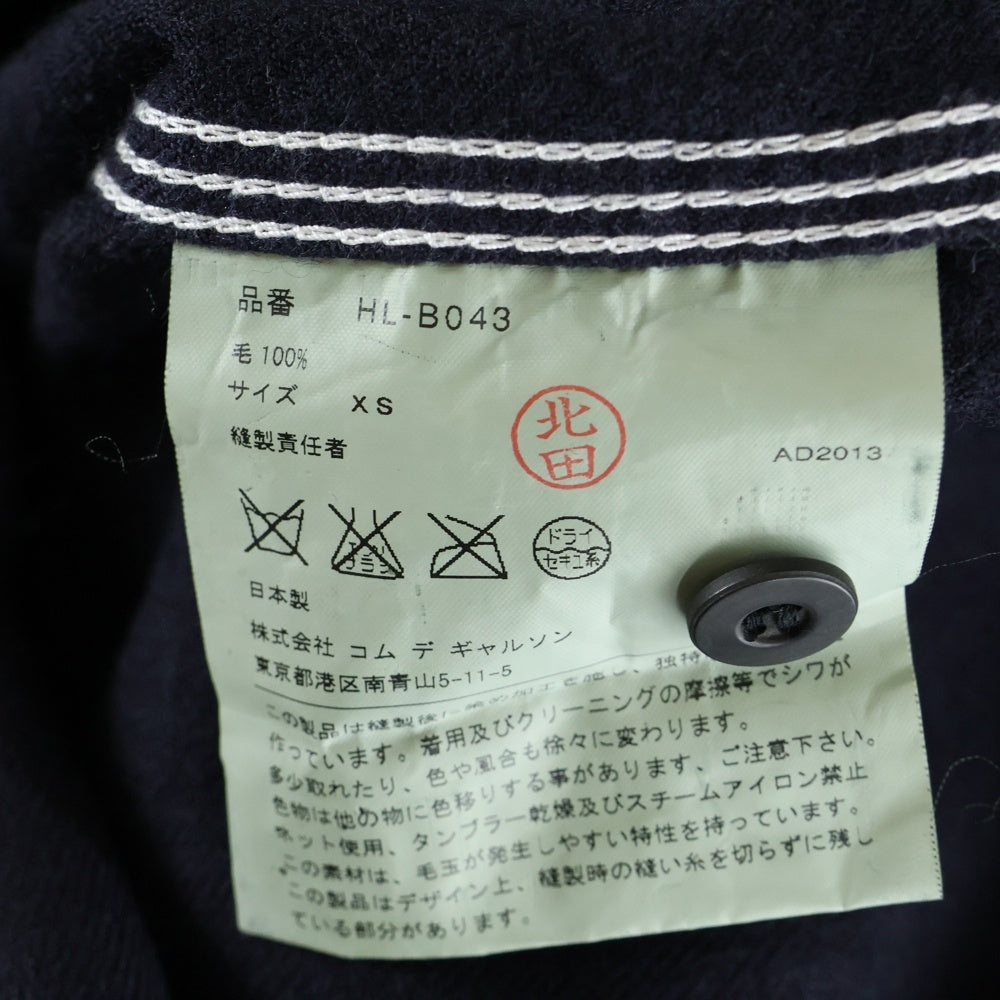 品番 HL-B043
毛 100%
サイズ XS
縫製責任者
北田
AD2013
ドライ
セキユ系
日本製
株式会社 コム デ ギャルソン
東京都港区南青山5-11-5
この製品は縫製後に 独特
作っています。着用及びクリーニングの摩擦等でシワが
多少取れたり、色や風合も徐々に変わります。
色物は他の物に色移りする事があります、ご注意下さい。
ネット使用、タンブラー乾燥及びスチームアイロン禁止
この素材は、毛玉が発生しやすい特性を持っています。
この製品はデザイン上、縫製時の縫い糸を切らずに残し
ている部分があります。